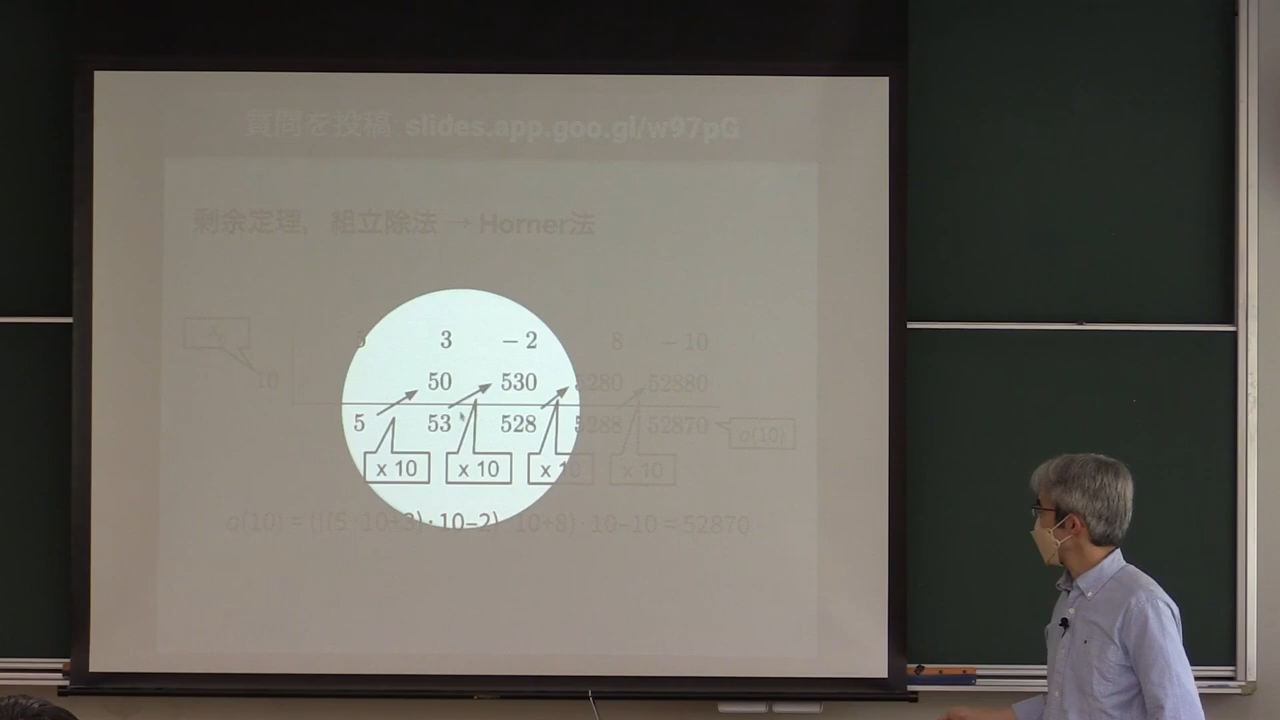 質問を投稿 slides.app.goo.gl/w97pG
剰余定理, 組立除法 → Horner法
5 3 − 2 8 − 10
10 50 530 5280 52880
5 53 528 5288 52870 a(10)
x 10 x 10 x 10 x 10
a(10) = (((5·10+3)·10–2)·10+8)·10–10 = 52870